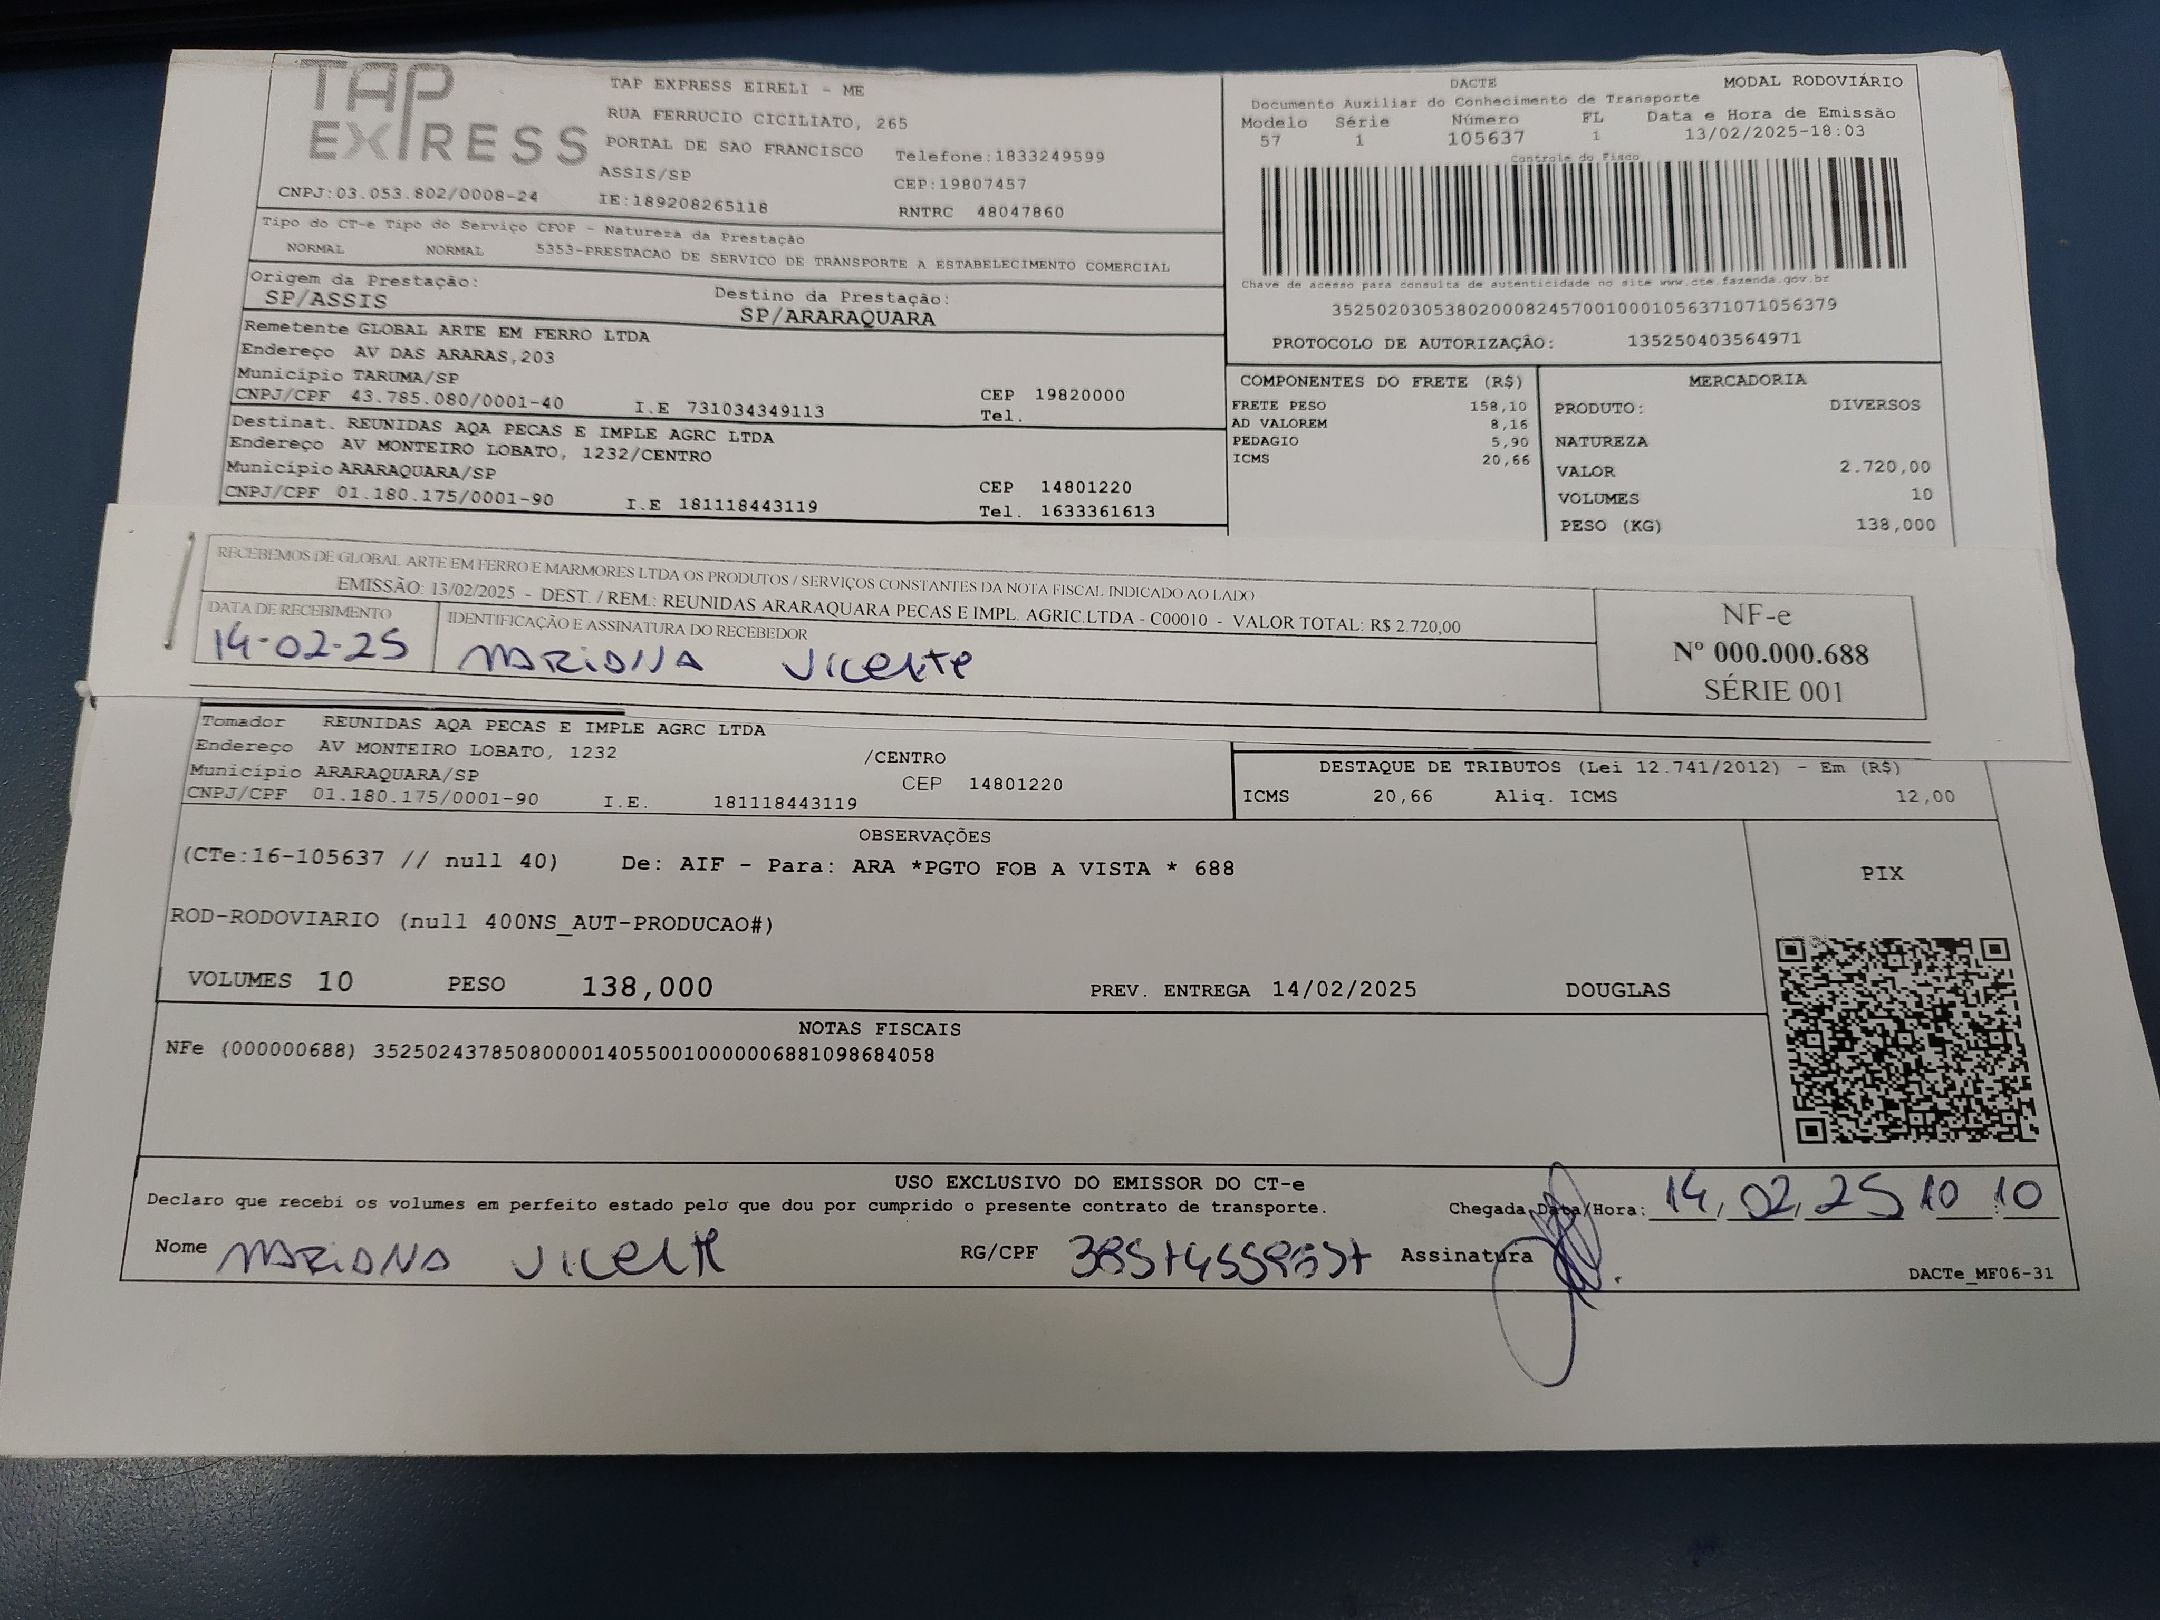 TAP EXPRESS
TAP EXPRESS EIRELI - ME
RUA FERRUCIO CICILIATO, 265
PORTAL DE SAO FRANCISCO Telefone:1833249599
ASSIS/SP CEP:19807457
CNPJ:03.053.802/0008-24 IE:189208265118 RNTRC 48047860
Tipo do CT-e Tipo do Serviço CFOP - Natureza da Prestação
NORMAL NORMAL 5353-PRESTACAO DE SERVICO DE TRANSPORTE A ESTABELECIMENTO COMERCIAL
Origem da Prestação: Destino da Prestação:
SP/ASSIS SP/ARARAQUARA
Remetente GLOBAL ARTE EM FERRO LTDA
Endereço AV DAS ARARAS,203
Município TARUMA/SP CEP 19820000
CNPJ/CPF 43.785.080/0001-40 I.E 731034349113 Tel.
Destinat. REUNIDAS AQA PECAS E IMPLE AGRC LTDA
Endereço AV MONTEIRO LOBATO, 1232/CENTRO
Município ARARAQUARA/SP CEP 14801220
CNPJ/CPF 01.180.175/0001-90 I.E 181118443119 Tel. 1633361613
DACTE MODAL RODOVIÁRIO
Documento Auxiliar do Conhecimento de Transporte
Modelo Série Número FL Data e Hora de Emissão
57 1 105637 1 13/02/2025-18:03
Controle do Fisco
Chave de acesso para consulta de autenticidade no site www.cte.fazenda.gov.br
35250203053802000824570010001056371071056379
PROTOCOLO DE AUTORIZAÇÃO: 135250403564971
COMPONENTES DO FRETE (R$)
FRETE PESO 158,10
AD VALOREM 8,16
PEDAGIO 5,90
ICMS 20,66
MERCADORIA
PRODUTO: DIVERSOS
NATUREZA
VALOR 2.720,00
VOLUMES 10
PESO (KG) 138,000
RECEBEMOS DE GLOBAL ARTE EM FERRO E MARMORES LTDA OS PRODUTOS / SERVIÇOS CONSTANTES DA NOTA FISCAL INDICADO AO LADO
EMISSÃO: 13/02/2025 - DEST. / REM.: REUNIDAS ARARAQUARA PECAS E IMPL. AGRIC.LTDA - C00010 - VALOR TOTAL: R$ 2.720,00
DATA DE RECEBIMENTO IDENTIFICAÇÃO E ASSINATURA DO RECEBEDOR
14-02-25 MARIANA Vicente
NF-e
Nº 000.000.688
SÉRIE 001
Tomador REUNIDAS AQA PECAS E IMPLE AGRC LTDA
Endereço AV MONTEIRO LOBATO, 1232 /CENTRO
Município ARARAQUARA/SP CEP 14801220
CNPJ/CPF 01.180.175/0001-90 I.E. 181118443119
DESTAQUE DE TRIBUTOS (Lei 12.741/2012) - Em (R$)
ICMS 20,66 Aliq. ICMS 12,00
OBSERVAÇÕES
(CTe:16-105637 // null 40) De: AIF - Para: ARA *PGTO FOB A VISTA * 688
ROD-RODOVIARIO (null 400NS_AUT-PRODUCAO#)
VOLUMES 10 PESO 138,000 PREV. ENTREGA 14/02/2025 DOUGLAS
PIX
NOTAS FISCAIS
NFe (000000688) 35250243785080000140550010000006881098684058
USO EXCLUSIVO DO EMISSOR DO CT-e
Declaro que recebi os volumes em perfeito estado pelo que dou por cumprido o presente contrato de transporte. Chegada Data/Hora: 14, 02, 25 10 10
Nome MARIANA Vicente RG/CPF Assinatura
DACTe_MF06-31